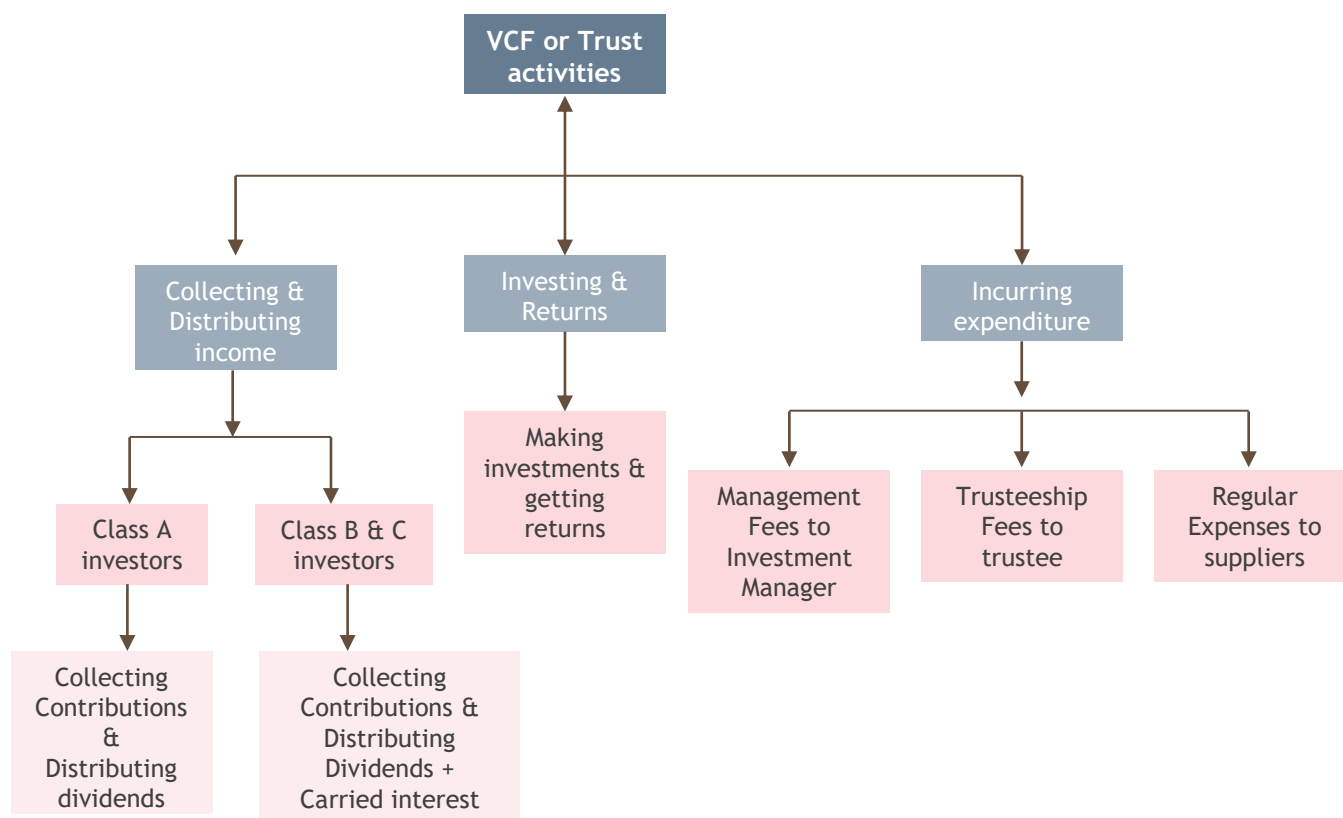 VCF or Trust
activities
Collecting &
Distributing
income
Investing &
Returns
Incurring
expenditure
Class A
investors
Class B & C
investors
Making
investments &
getting
returns
Management
Fees to
Investment
Manager
Trusteeship
Fees to
trustee
Regular
Expenses to
suppliers
Collecting
Contributions
&
Distributing
dividends
Collecting
Contributions &
Distributing
Dividends +
Carried interest